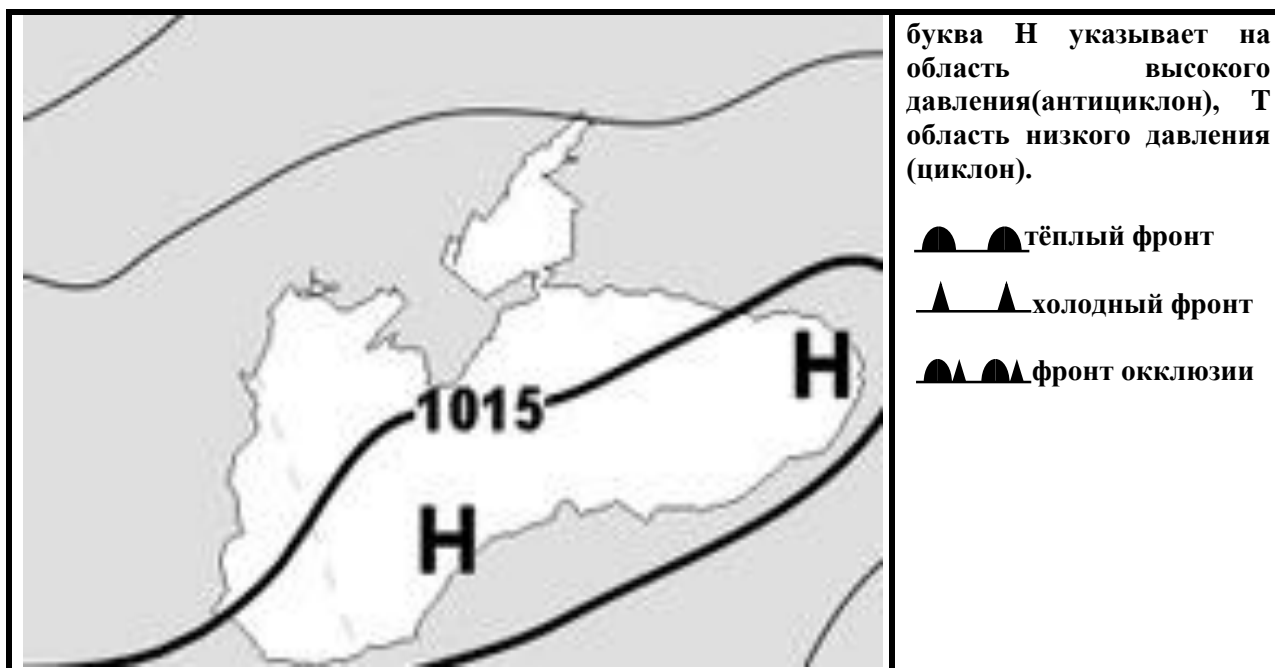 1015
H
H
буква Н указывает на
область высокого
давления(антициклон), Т
область низкого давления
(циклон).
тёплый фронт
холодный фронт
фронт окклюзии